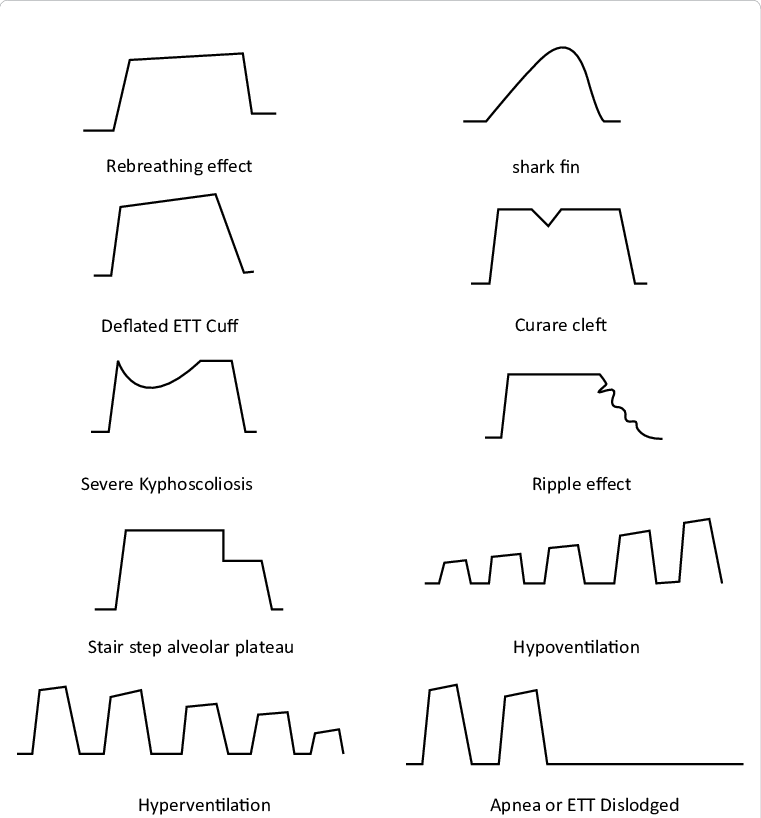 Rebreathing effect
shark fin
Deflated ETT Cuff
Curare cleft
Severe Kyphoscoliosis
Ripple effect
Stair step alveolar plateau
Hypoventilation
Hyperventilation
Apnea or ETT Dislodged